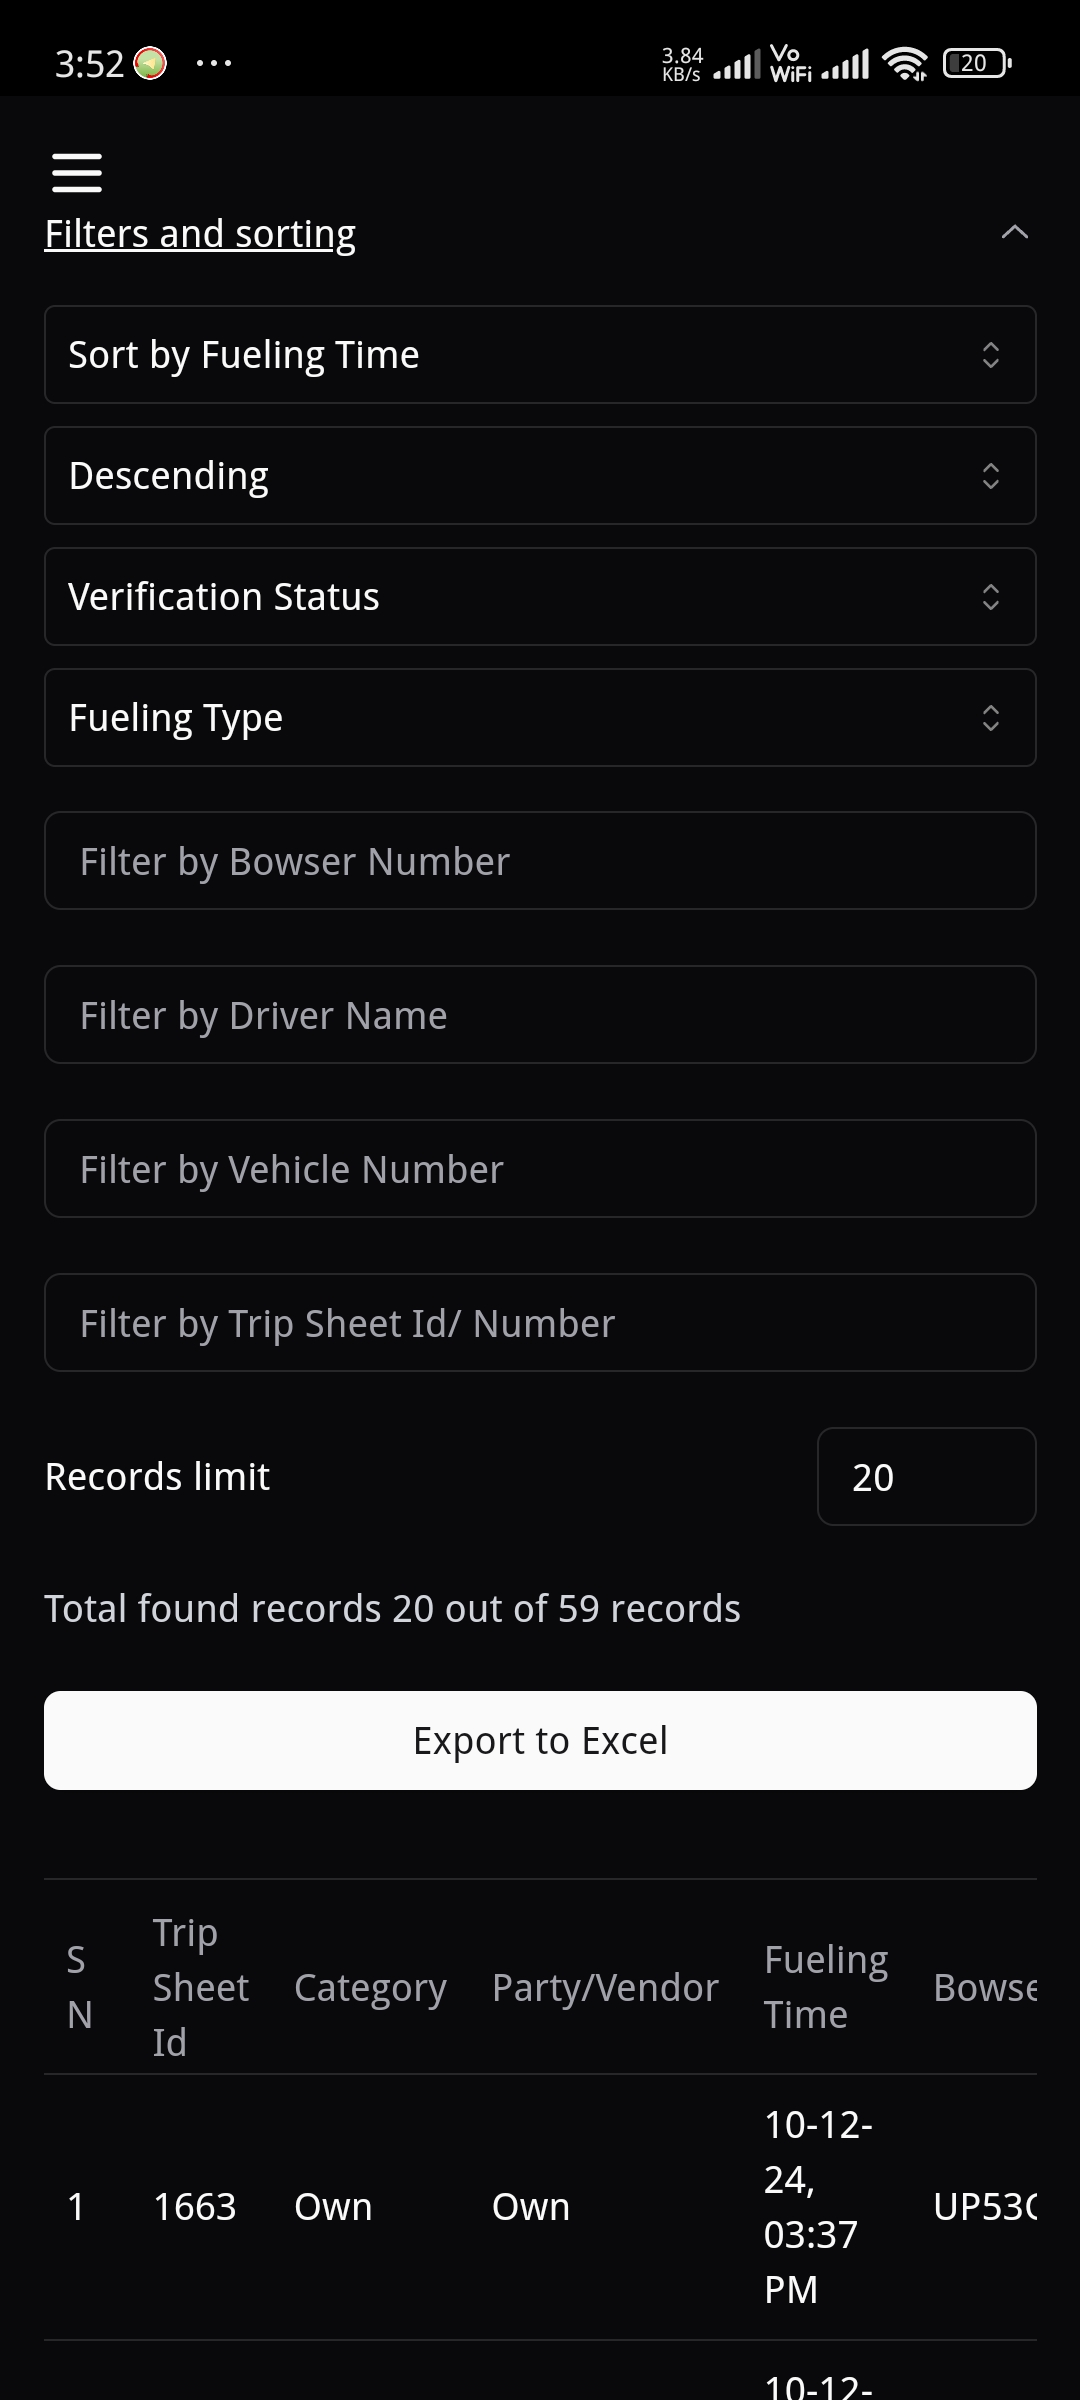 3:52
3.84 KB/s Vo WiFi 20
Filters and sorting
Sort by Fueling Time
Descending
Verification Status
Fueling Type
Filter by Bowser Number
Filter by Driver Name
Filter by Vehicle Number
Filter by Trip Sheet Id/ Number
Records limit 20
Total found records 20 out of 59 records
Export to Excel
S N
Trip Sheet Id
Category
Party/Vendor
Fueling Time
Bowse
1
1663
Own
Own
10-12-24, 03:37 PM
UP53
10-12-